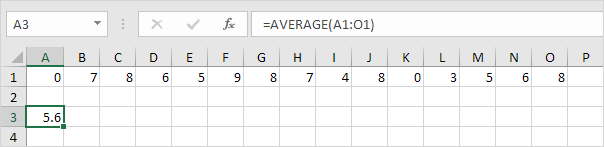 A3 fx =AVERAGE(A1:O1)
A B C D E F G H I J K L M N O P
1 0 7 8 6 5 9 8 7 4 8 0 3 5 6 8
2
3 5.6
4